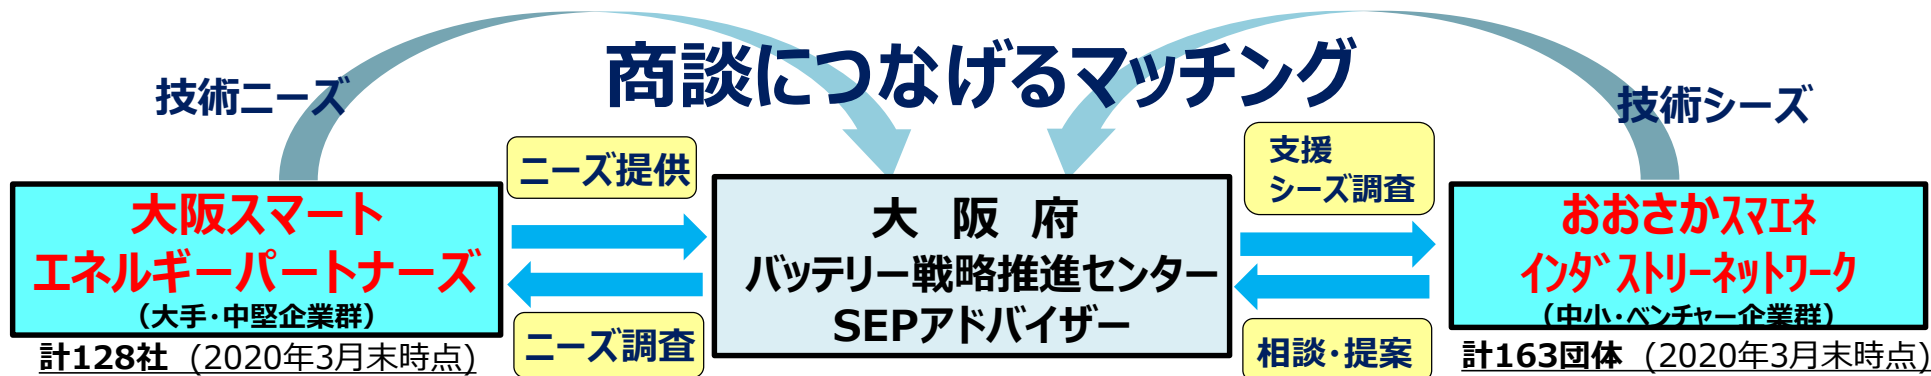 商談につなげるマッチング
技術ニーズ
技術シーズ
ニーズ提供
支援
シーズ調査
大阪スマート
エネルギーパートナーズ
（大手・中堅企業群）
計128社 (2020年3月末時点)
大 阪 府
バッテリー戦略推進センター
SEPアドバイザー
おおさかｽﾏｴﾈ
ｲﾝﾀﾞｽﾄﾘｰﾈｯﾄﾜｰｸ
（中小・ベンチャー企業群）
計163団体 (2020年3月末時点)
ニーズ調査
相談・提案